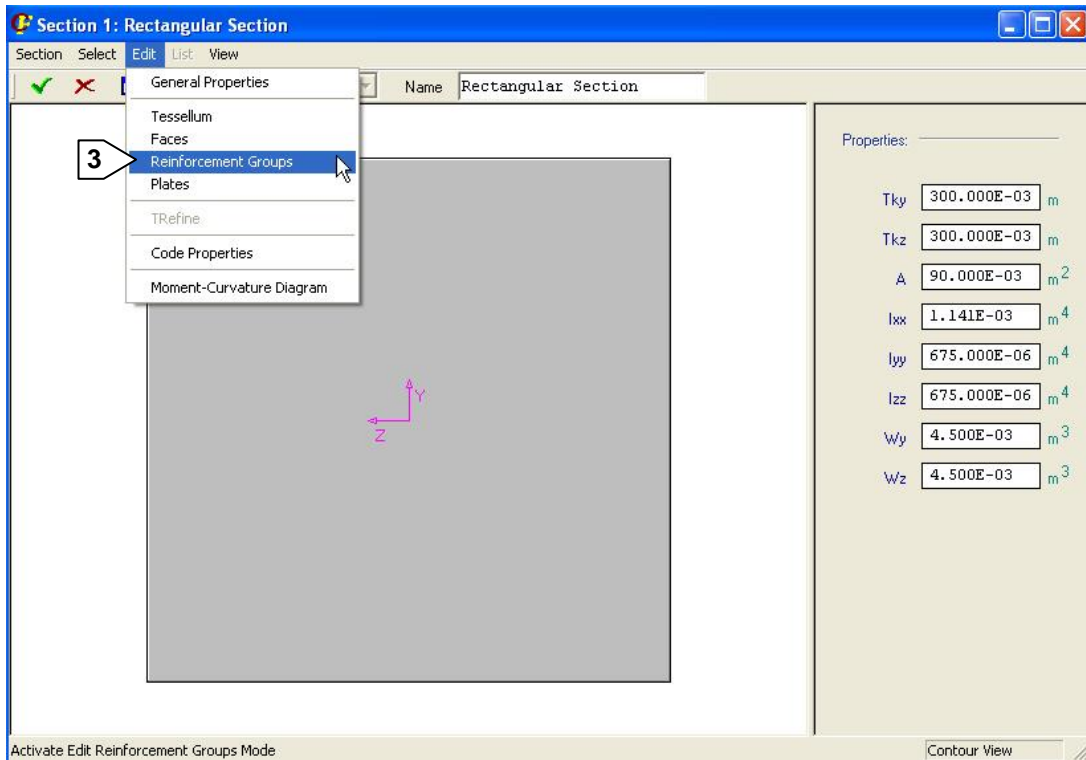 Section 1: Rectangular Section
Section Select Edit List View
Name Rectangular Section
General Properties
Tessellum
Faces
3 Reinforcement Groups
Plates
TRefine
Code Properties
Moment-Curvature Diagram
Y
Z
Properties:
Tky 300.000E-03 m
Tkz 300.000E-03 m
A 90.000E-03 m2
Ixx 1.141E-03 m4
Iyy 675.000E-06 m4
Izz 675.000E-06 m4
Wy 4.500E-03 m3
Wz 4.500E-03 m3
Activate Edit Reinforcement Groups Mode
Contour View